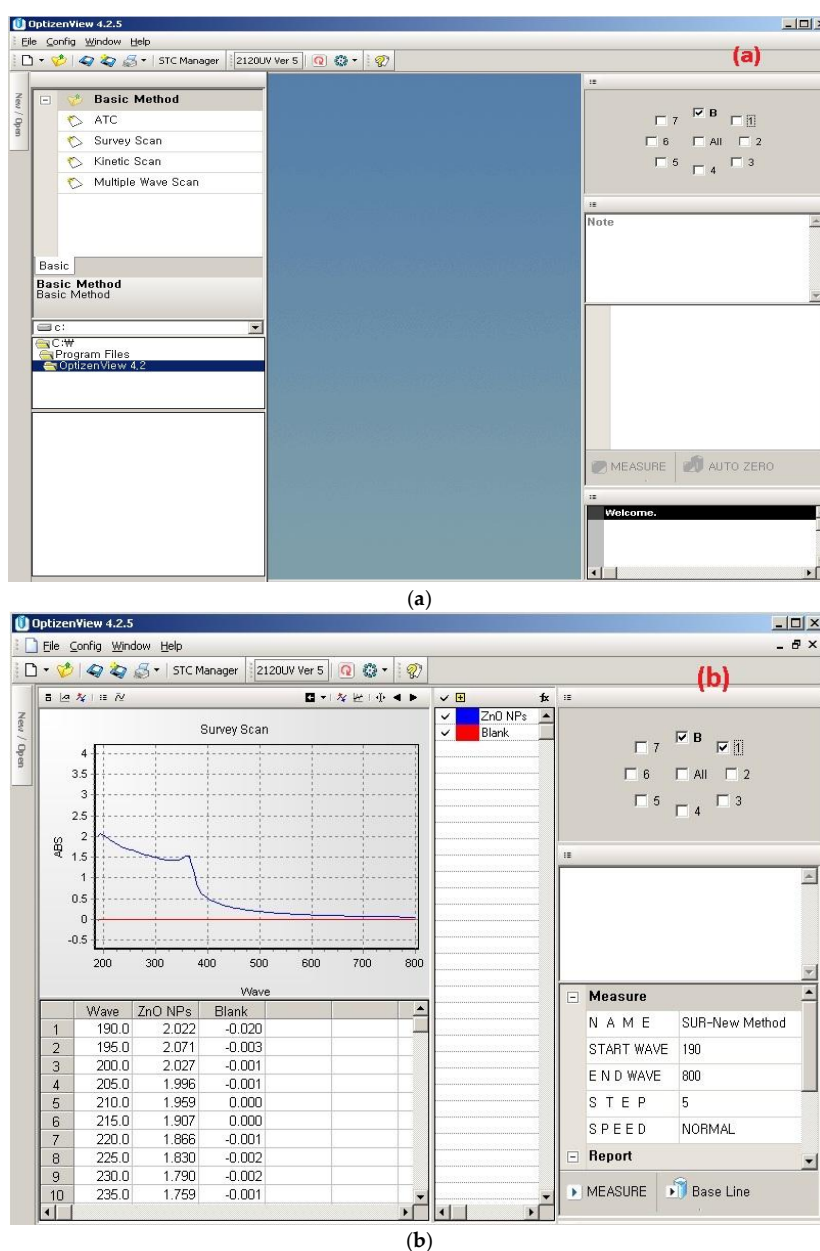 OptizenView 4.2.5
File Config Window Help
STC Manager 2120UV Ver 5
(a)
New / Open
Basic Method
ATC
Survey Scan
Kinetic Scan
Multiple Wave Scan
Basic
Basic Method
Basic Method
c:
C:₩
Program Files
OptizenView 4,2
7 B 1
6 All 2
5 4 3
Note
MEASURE AUTO ZERO
Welcome.
(a)
OptizenView 4.2.5
File Config Window Help
STC Manager 2120UV Ver 5
(b)
New / Open
Survey Scan
ABS
4
3.5
3
2.5
2
1.5
1
0.5
0
-0.5
200 300 400 500 600 700 800
Wave
ZnO NPs
Blank
fx
Wave ZnO NPs Blank
1 190.0 2.022 -0.020
2 195.0 2.071 -0.003
3 200.0 2.027 -0.001
4 205.0 1.996 -0.001
5 210.0 1.959 0.000
6 215.0 1.907 0.000
7 220.0 1.866 -0.001
8 225.0 1.830 -0.002
9 230.0 1.790 -0.002
10 235.0 1.759 -0.001
7 B 1
6 All 2
5 4 3
Measure
N A M E SUR-New Method
START WAVE 190
E N D WAVE 800
S T E P 5
S P E E D NORMAL
Report
MEASURE Base Line
(b)